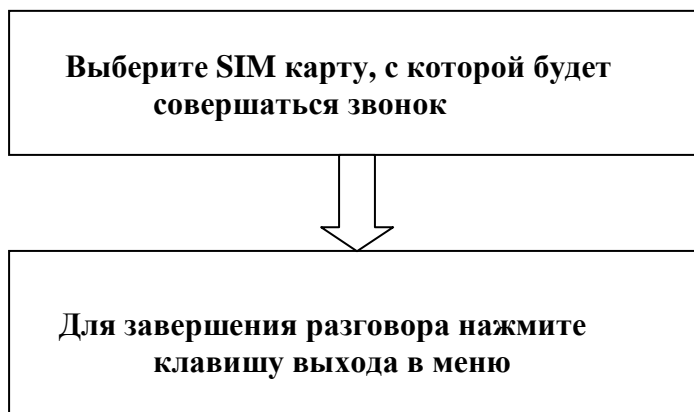 Выберите SIM карту, с которой будет
совершаться звонок
Для завершения разговора нажмите
клавишу выхода в меню